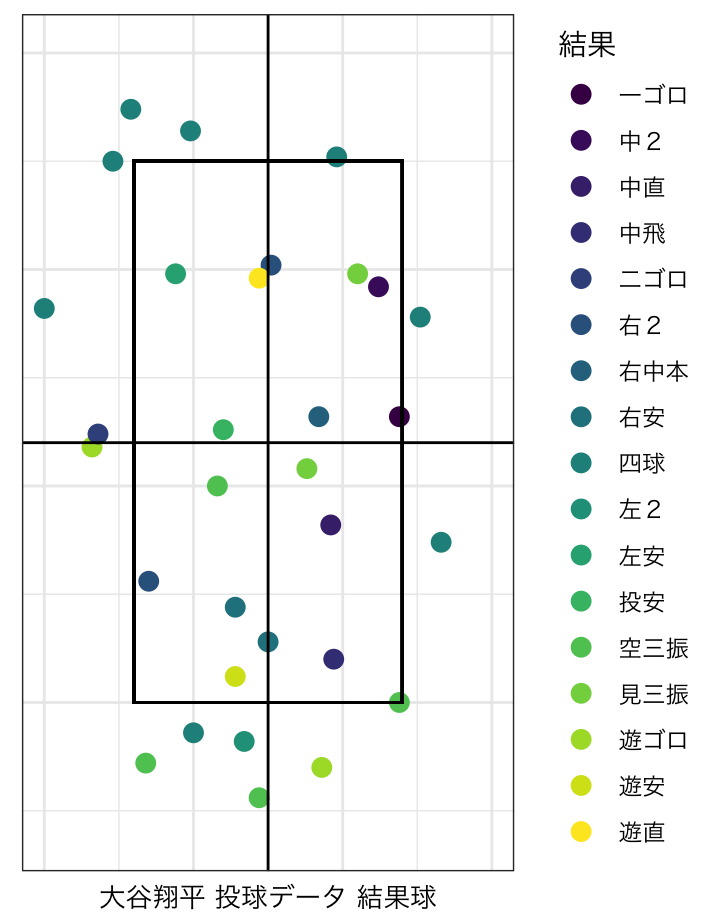 結果
一ゴロ
中２
中直
中飛
二ゴロ
右２
右中本
右安
四球
左２
左安
投安
空三振
見三振
遊ゴロ
遊安
遊直
大谷翔平 投球データ 結果球